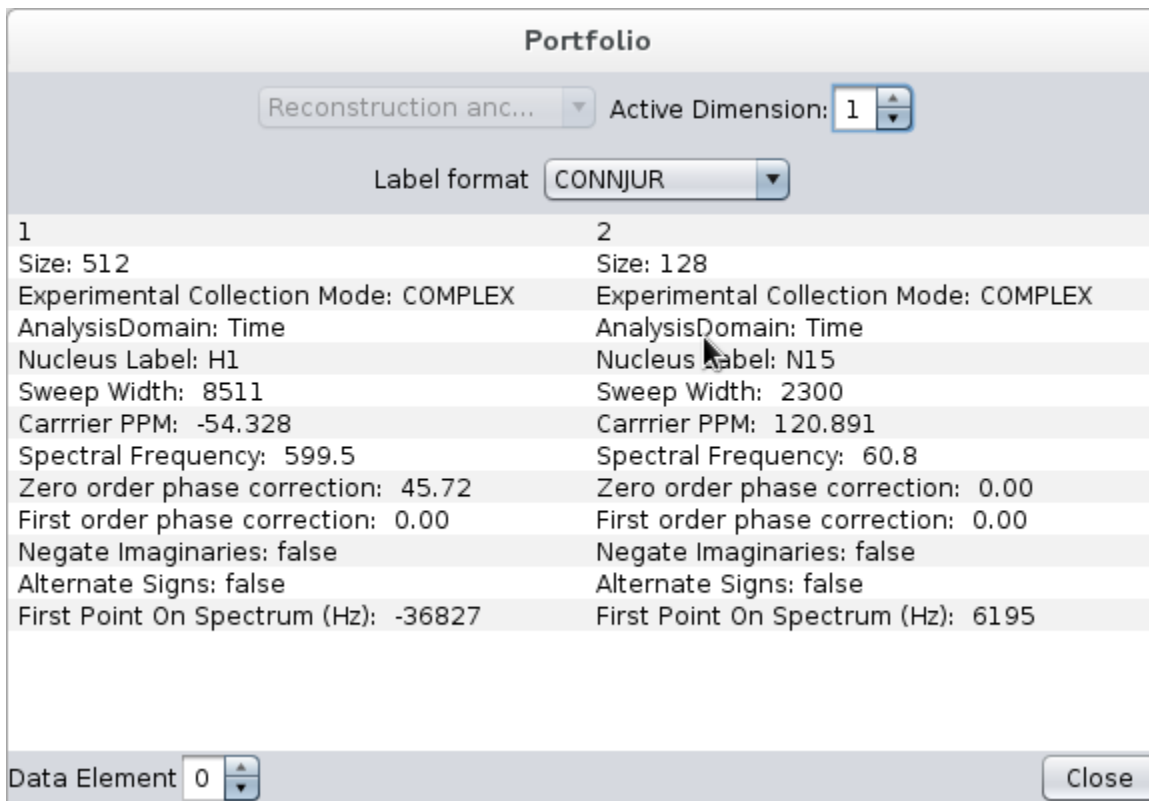 Portfolio
Reconstruction anc... Active Dimension: 1
Label format CONNJUR
1 2
Size: 512 Size: 128
Experimental Collection Mode: COMPLEX Experimental Collection Mode: COMPLEX
AnalysisDomain: Time AnalysisDomain: Time
Nucleus Label: H1 Nucleus Label: N15
Sweep Width: 8511 Sweep Width: 2300
Carrrier PPM: -54.328 Carrrier PPM: 120.891
Spectral Frequency: 599.5 Spectral Frequency: 60.8
Zero order phase correction: 45.72 Zero order phase correction: 0.00
First order phase correction: 0.00 First order phase correction: 0.00
Negate Imaginaries: false Negate Imaginaries: false
Alternate Signs: false Alternate Signs: false
First Point On Spectrum (Hz): -36827 First Point On Spectrum (Hz): 6195
Data Element 0 Close